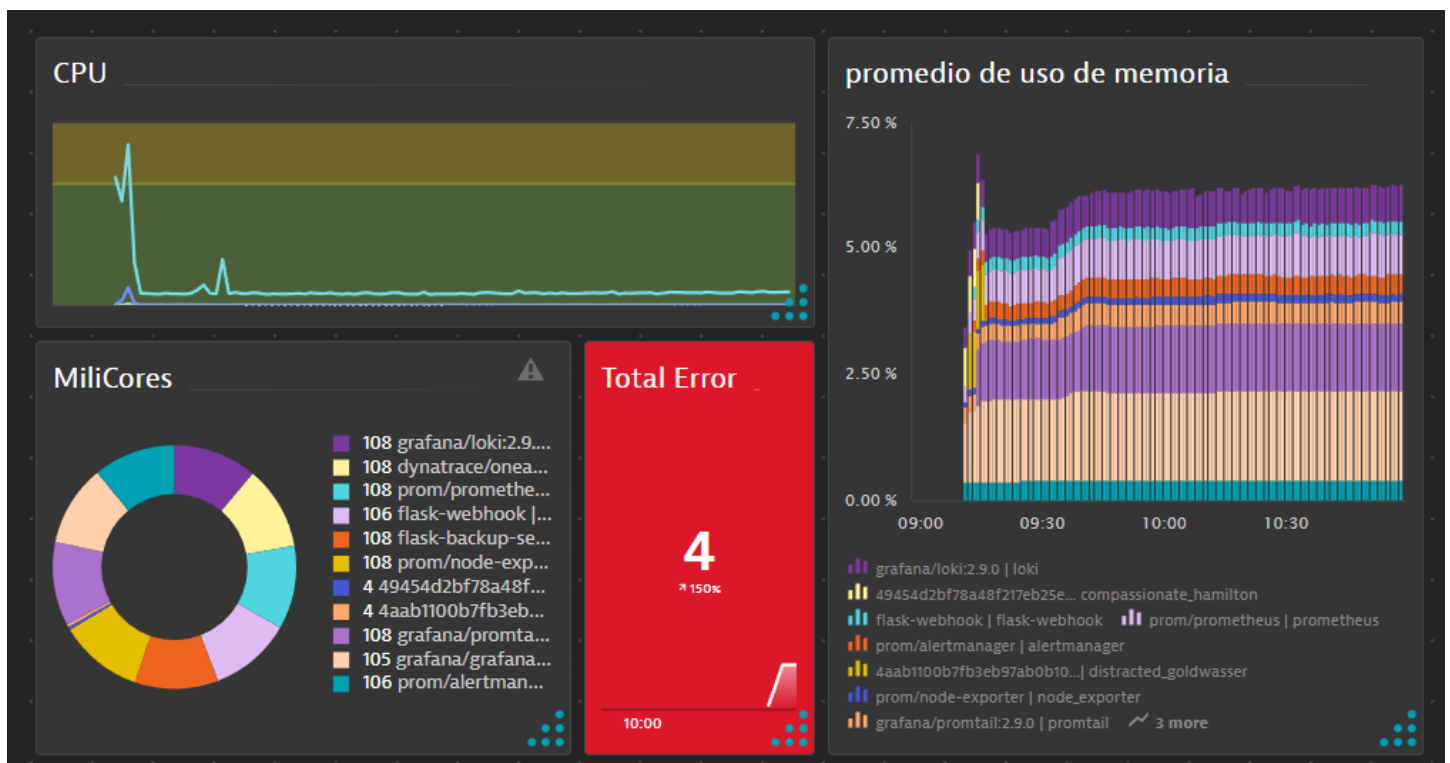 CPU
MiliCores
108 grafana/loki:2.9....
108 dynatrace/onea...
108 prom/promethe...
106 flask-webhook |...
108 flask-backup-se...
108 prom/node-exp...
4 49454d2bf78a48f...
4 4aab1100b7fb3eb...
108 grafana/promta...
105 grafana/grafana...
106 prom/alertman...
Total Error
4
150%
10:00
promedio de uso de memoria
7.50 %
5.00 %
2.50 %
0.00 %
09:00 09:30 10:00 10:30
grafana/loki:2.9.0 | loki
49454d2bf78a48f217eb25e... compassionate_hamilton
flask-webhook | flask-webhook prom/prometheus | prometheus
prom/alertmanager | alertmanager
4aab1100b7fb3eb97ab0b10...| distracted_goldwasser
prom/node-exporter | node_exporter
grafana/promtail:2.9.0 | promtail 3 more